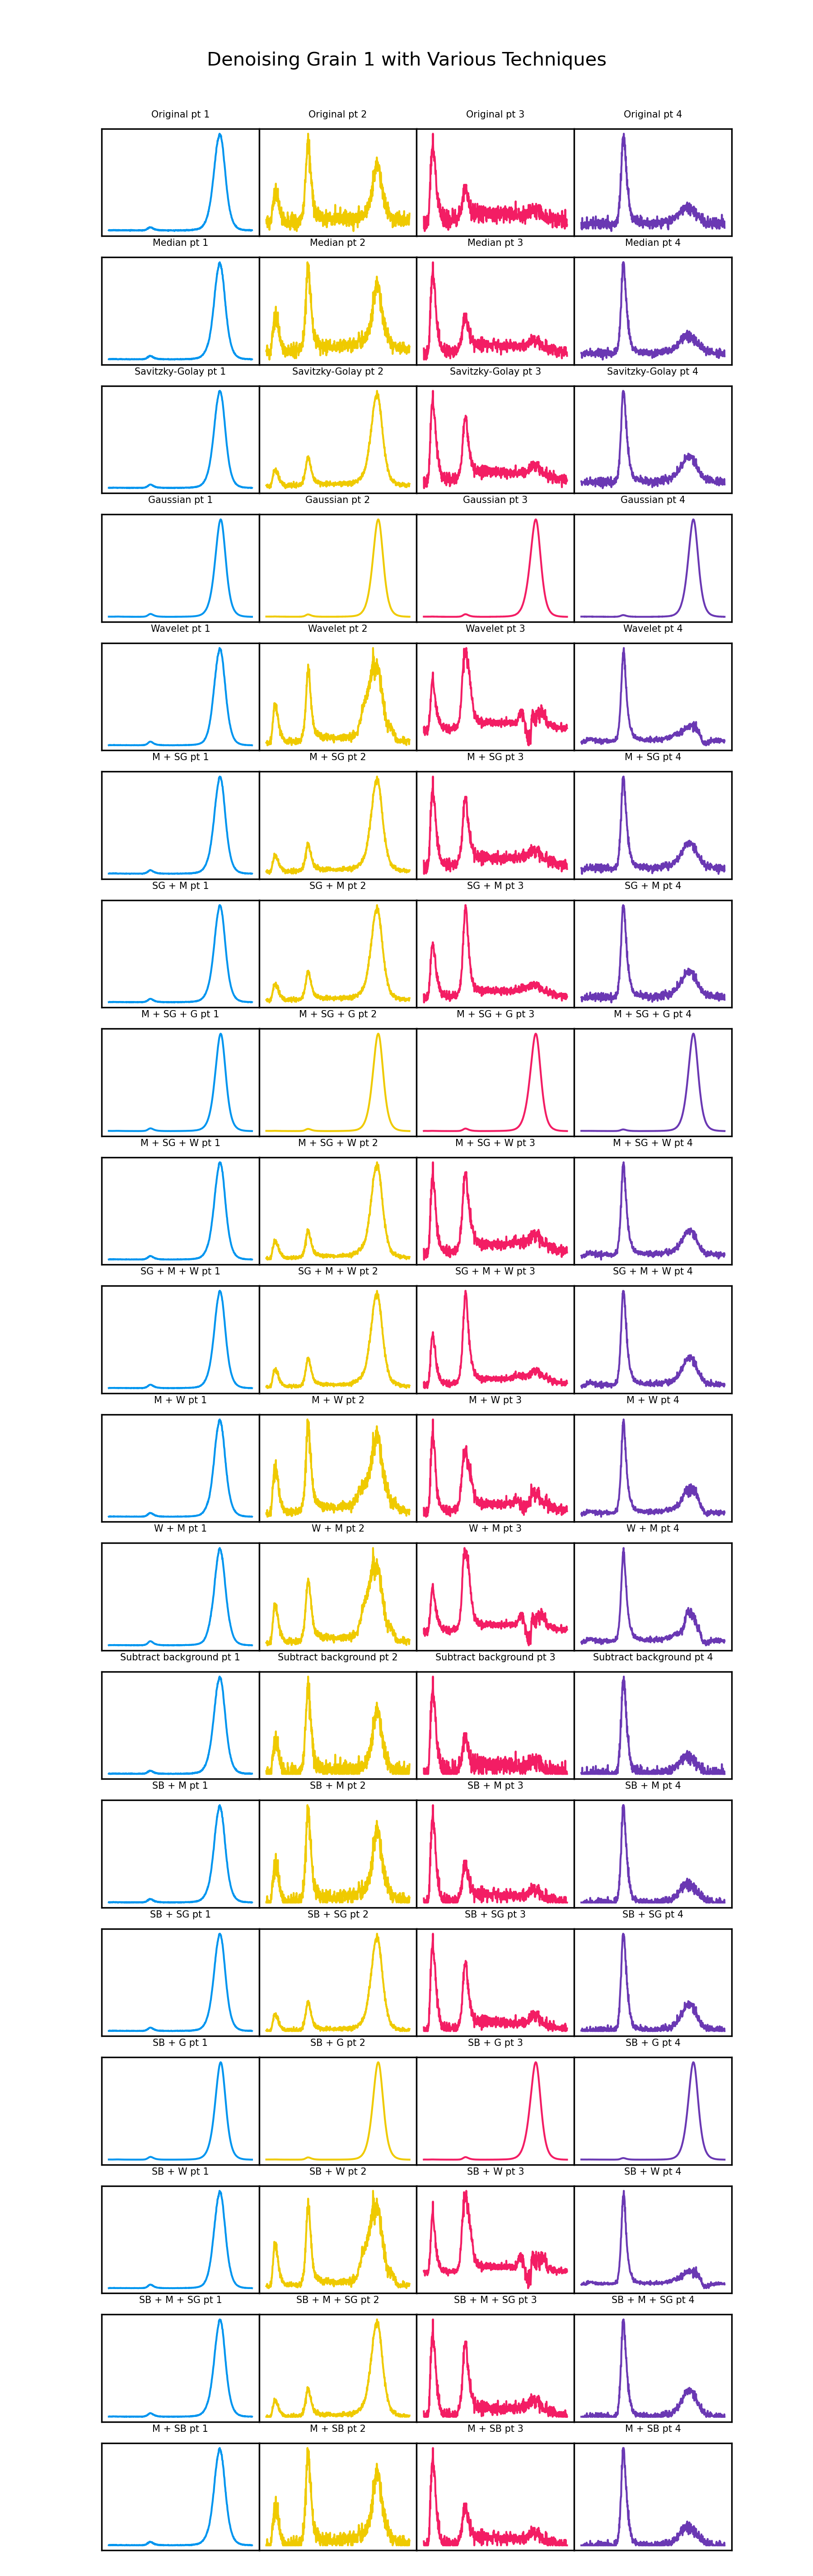 Denoising Grain 1 with Various Techniques
Original pt 1 Original pt 2 Original pt 3 Original pt 4
Median pt 1 Median pt 2 Median pt 3 Median pt 4
Savitzky-Golay pt 1 Savitzky-Golay pt 2 Savitzky-Golay pt 3 Savitzky-Golay pt 4
Gaussian pt 1 Gaussian pt 2 Gaussian pt 3 Gaussian pt 4
Wavelet pt 1 Wavelet pt 2 Wavelet pt 3 Wavelet pt 4
M + SG pt 1 M + SG pt 2 M + SG pt 3 M + SG pt 4
SG + M pt 1 SG + M pt 2 SG + M pt 3 SG + M pt 4
M + SG + G pt 1 M + SG + G pt 2 M + SG + G pt 3 M + SG + G pt 4
M + SG + W pt 1 M + SG + W pt 2 M + SG + W pt 3 M + SG + W pt 4
SG + M + W pt 1 SG + M + W pt 2 SG + M + W pt 3 SG + M + W pt 4
M + W pt 1 M + W pt 2 M + W pt 3 M + W pt 4
W + M pt 1 W + M pt 2 W + M pt 3 W + M pt 4
Subtract background pt 1 Subtract background pt 2 Subtract background pt 3 Subtract background pt 4
SB + M pt 1 SB + M pt 2 SB + M pt 3 SB + M pt 4
SB + SG pt 1 SB + SG pt 2 SB + SG pt 3 SB + SG pt 4
SB + G pt 1 SB + G pt 2 SB + G pt 3 SB + G pt 4
SB + W pt 1 SB + W pt 2 SB + W pt 3 SB + W pt 4
SB + M + SG pt 1 SB + M + SG pt 2 SB + M + SG pt 3 SB + M + SG pt 4
M + SB pt 1 M + SB pt 2 M + SB pt 3 M + SB pt 4